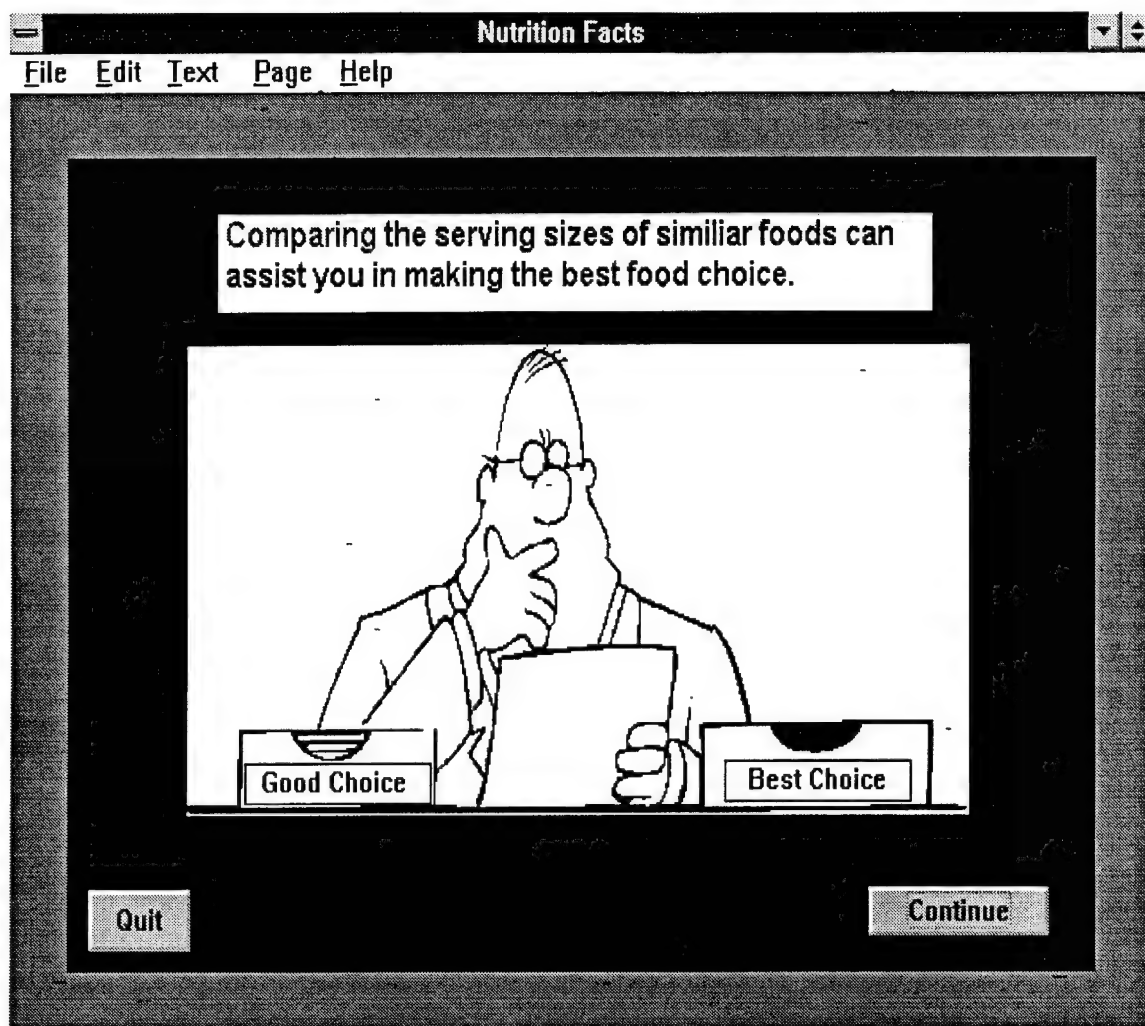 Nutrition Facts
File Edit Text Page Help
Comparing the serving sizes of similiar foods can
assist you in making the best food choice.
Good Choice
Best Choice
Quit
Continue